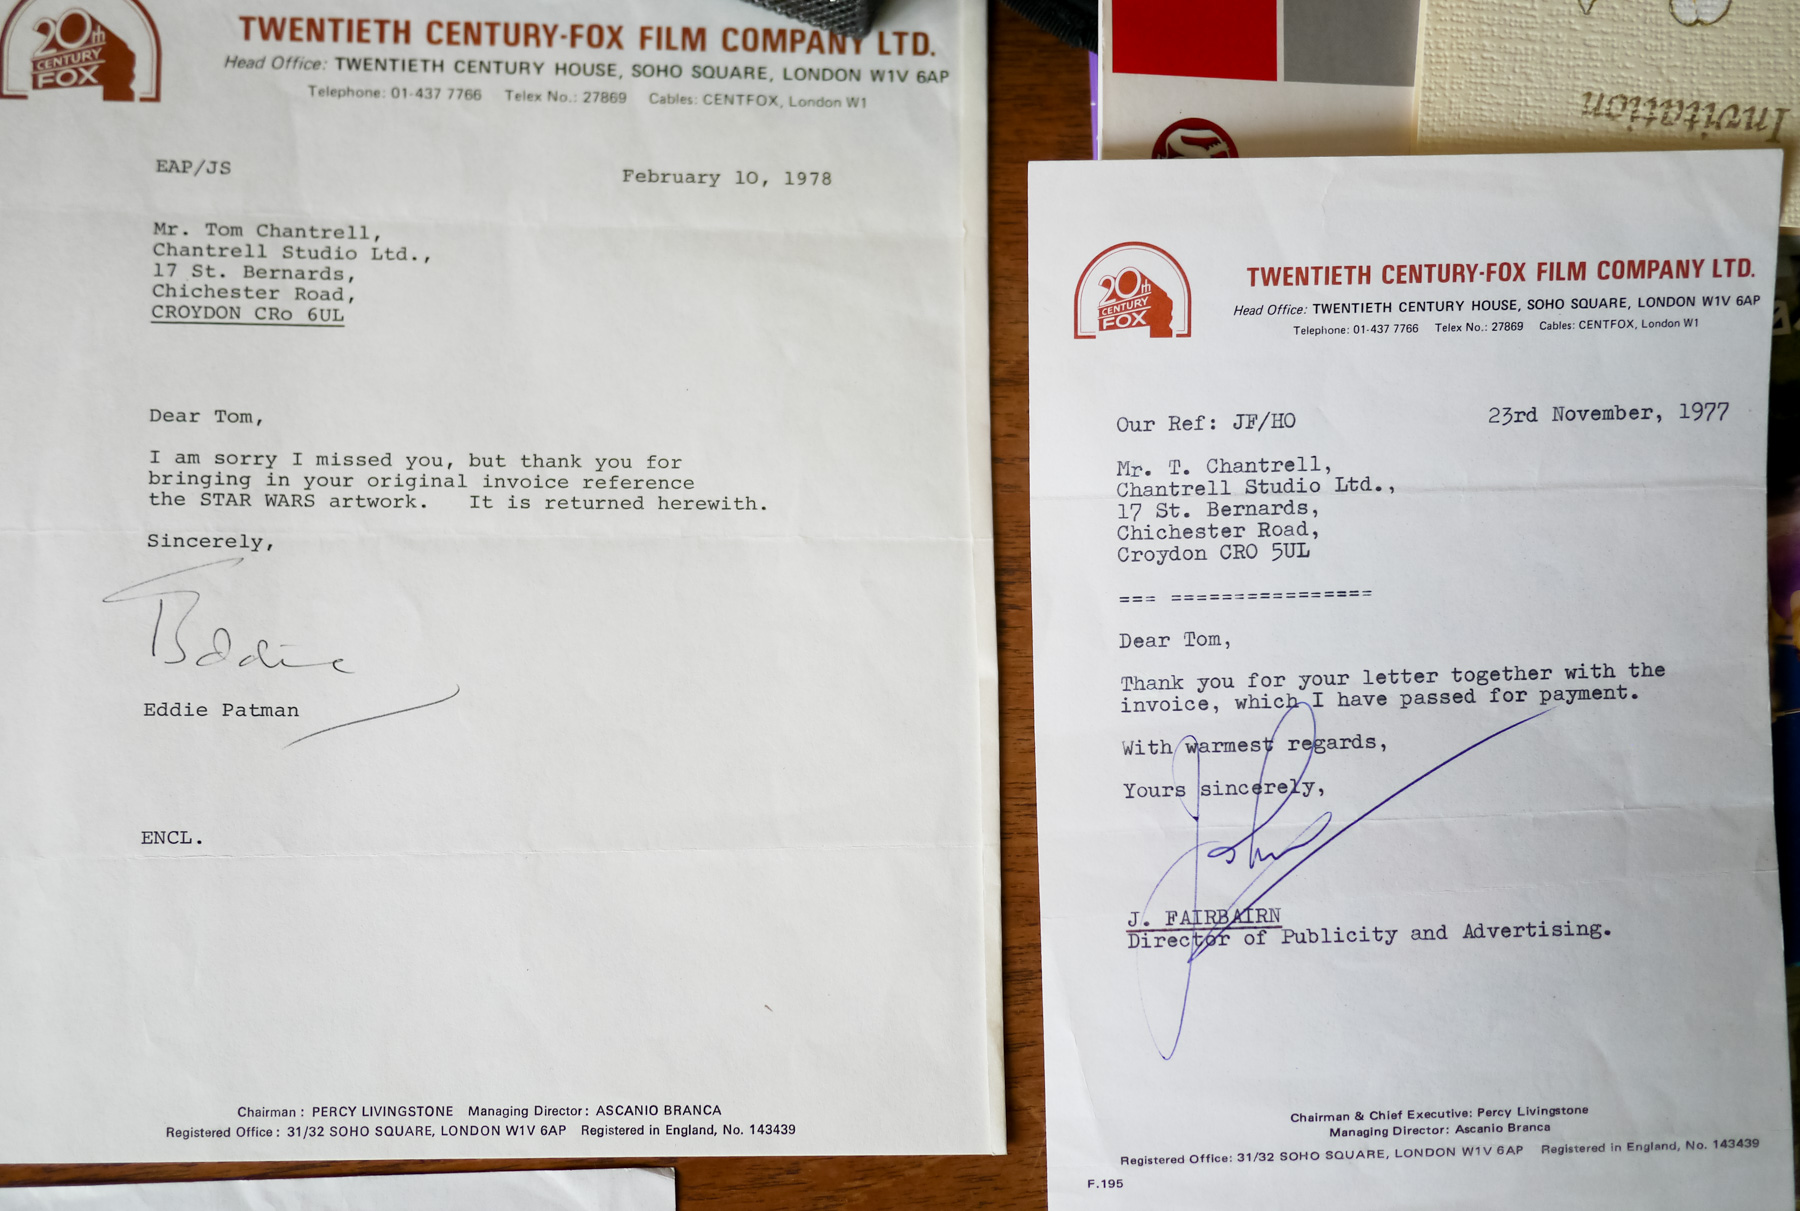 20th
CENTURY
FOX
TWENTIETH CENTURY-FOX FILM COMPANY LTD.
Head Office: TWENTIETH CENTURY HOUSE, SOHO SQUARE, LONDON W1V 6AP
Telephone: 01-437 7766 Telex No.: 27869 Cables: CENTFOX, London W1
EAP/JS
February 10, 1978
Mr. Tom Chantrell,
Chantrell Studio Ltd.,
17 St. Bernards,
Chichester Road,
CROYDON CRo 6UL
Dear Tom,
I am sorry I missed you, but thank you for
bringing in your original invoice reference
the STAR WARS artwork. It is returned herewith.
Sincerely,
Eddie
Eddie Patman
ENCL.
Chairman : PERCY LIVINGSTONE Managing Director: ASCANIO BRANCA
Registered Office : 31/32 SOHO SQUARE, LONDON W1V 6AP Registered in England, No. 143439
Invitation
20th
CENTURY
FOX
TWENTIETH CENTURY-FOX FILM COMPANY LTD.
Head Office: TWENTIETH CENTURY HOUSE, SOHO SQUARE, LONDON W1V 6AP
Telephone: 01-437 7766 Telex No.: 27869 Cables: CENTFOX, London W1
Our Ref: JF/HO
23rd November, 1977
Mr. T. Chantrell,
Chantrell Studio Ltd.,
17 St. Bernards,
Chichester Road,
Croydon CRO 5UL
=== ================
Dear Tom,
Thank you for your letter together with the
invoice, which I have passed for payment.
With warmest regards,
Yours sincerely,
John
J. FAIRBAIRN
Director of Publicity and Advertising.
Chairman & Chief Executive: Percy Livingstone
Managing Director: Ascanio Branca
Registered Office: 31/32 SOHO SQUARE, LONDON W1V 6AP Registered in England, No. 143439
F.195